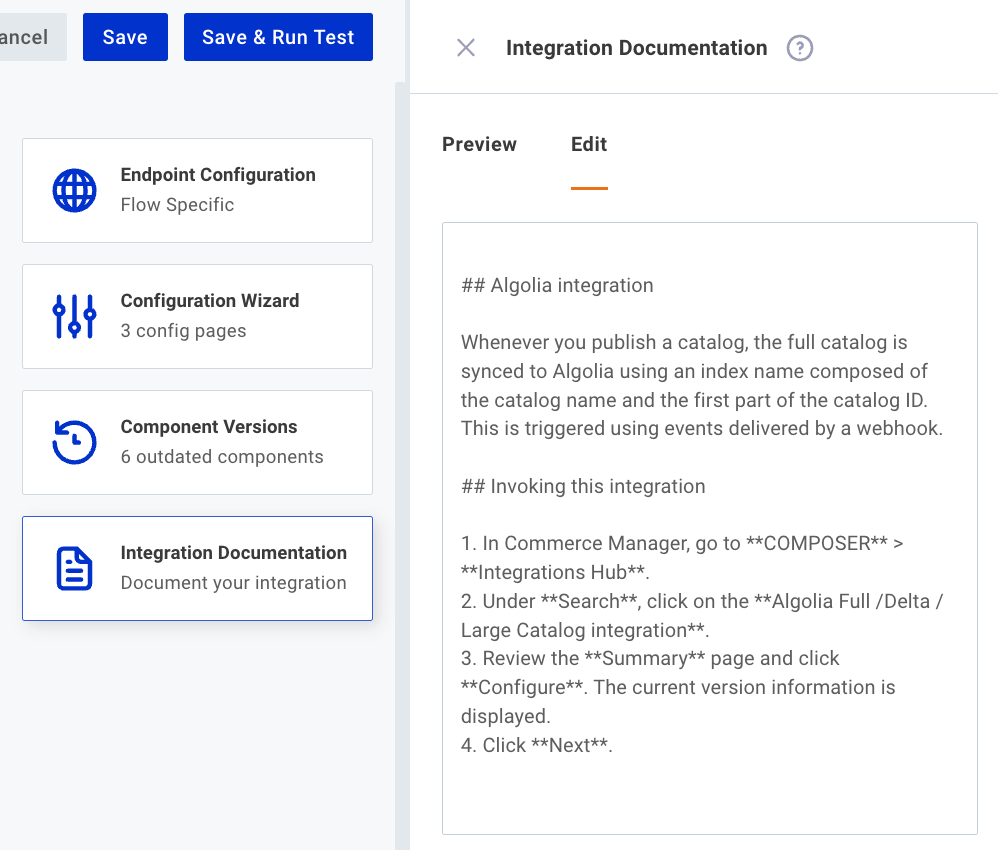 ancel
Save
Save & Run Test
Endpoint Configuration
Flow Specific
Configuration Wizard
3 config pages
Component Versions
6 outdated components
Integration Documentation
Document your integration
Integration Documentation
?
Preview
Edit
## Algolia integration
Whenever you publish a catalog, the full catalog is
synced to Algolia using an index name composed of
the catalog name and the first part of the catalog ID.
This is triggered using events delivered by a webhook.
## Invoking this integration
1. In Commerce Manager, go to **COMPOSER** >
**Integrations Hub**.
2. Under **Search**, click on the **Algolia Full /Delta /
Large Catalog integration**.
3. Review the **Summary** page and click
**Configure**. The current version information is
displayed.
4. Click **Next**.